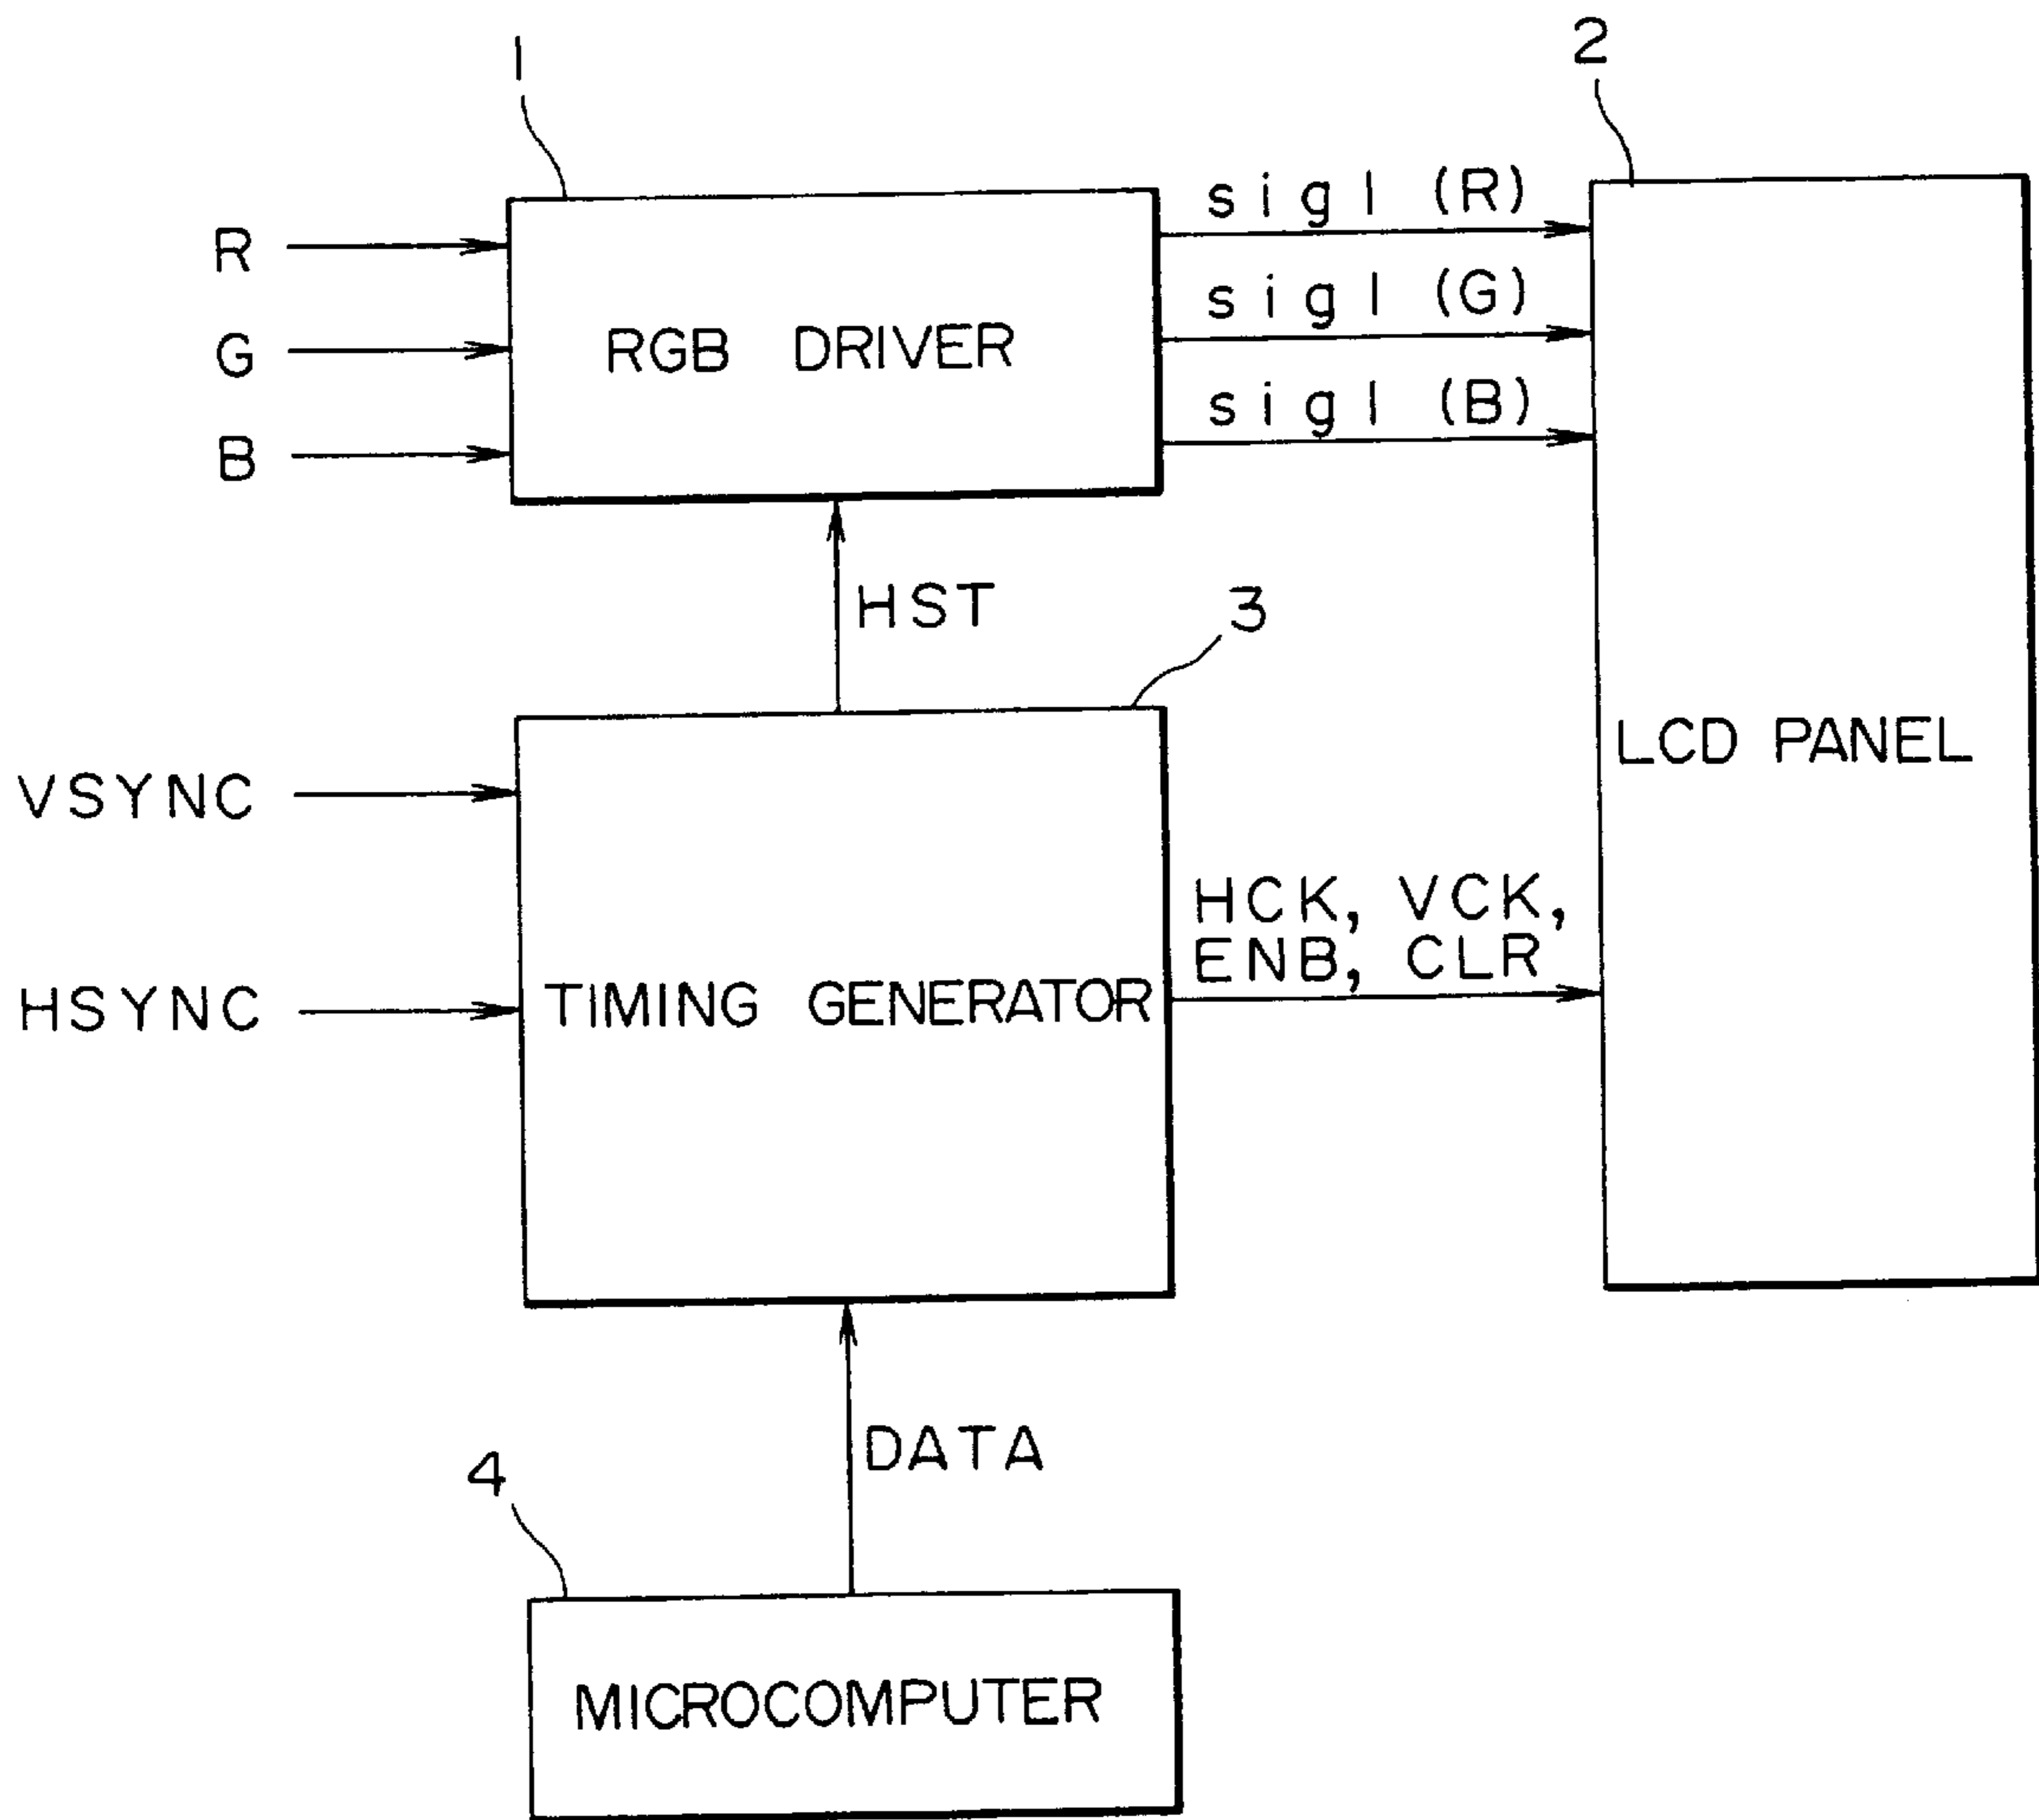 1
2
sigl (R)
R
sigl (G)
G
RGB DRIVER
sigl (B)
B
HST
3
LCD PANEL
VSYNC
HCK, VCK,
ENB, CLR
HSYNC
TIMING GENERATOR
DATA
4
MICROCOMPUTER